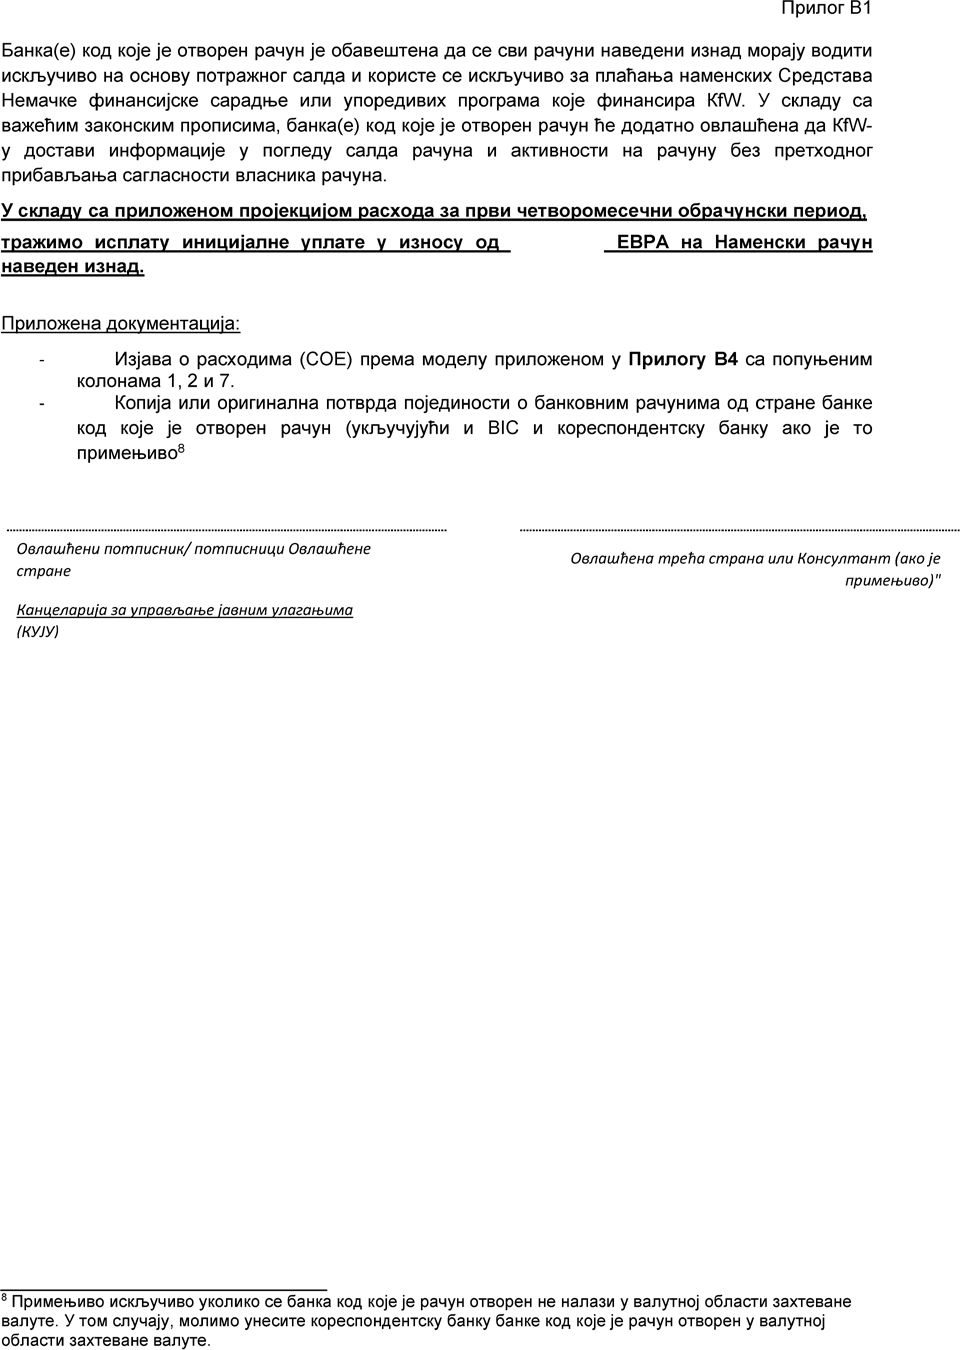 Прилог В1
Банка(е) код које је отворен рачун је обавештена да се сви рачуни наведени изнад морају водити
искључиво на основу потражног салда и користе се искључиво за плаћања наменских Средстава
Немачке финансијске сарадње или упоредивих програма које финансира KfW. У складу са
важећим законским прописима, банка(е) код које је отворен рачун ће додатно овлашћена да KfW-
у достави информације у погледу салда рачуна и активности на рачуну без претходног
прибављања сагласности власника рачуна.
У складу са приложеном пројекцијом расхода за први четворомесечни обрачунски период,
тражимо исплату иницијалне уплате у износу од _ _ ЕВРА на Наменски рачун
наведен изнад.
Приложена документација:
- Изјава о расходима (СОЕ) према моделу приложеном у Прилогу В4 са попуњеним
колонама 1, 2 и 7.
- Копија или оригинална потврда појединости о банковним рачунима од стране банке
код које је отворен рачун (укључујући и BIC и кореспондентску банку ако је то
примењиво8
Овлашћени потписник/ потписници Овлашћене
стране
Овлашћена трећа страна или Консултант (ако је
примењиво)"
Канцеларија за управљање јавним улагањима
(КУЈУ)
8 Примењиво искључиво уколико се банка код које је рачун отворен не налази у валутној области захтеване
валуте. У том случају, молимо унесите кореспондентску банку банке код које је рачун отворен у валутној
области захтеване валуте.